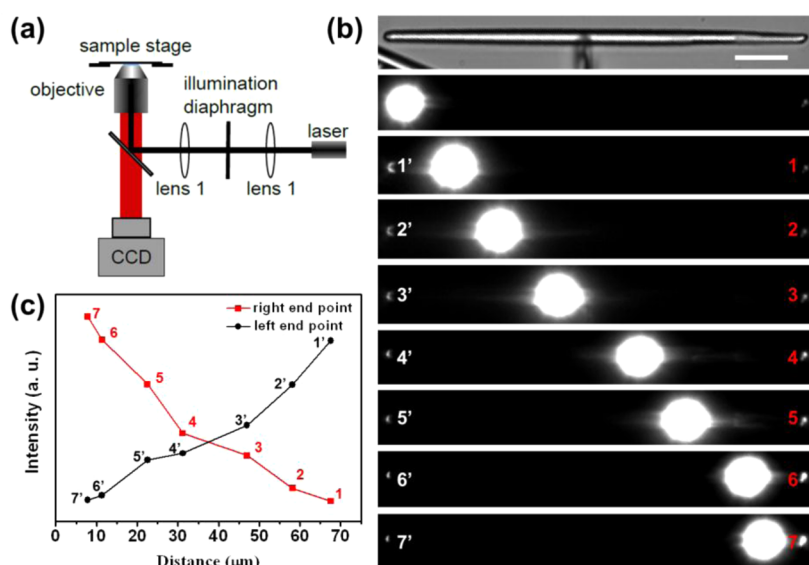 (a)
sample stage
objective
illumination
diaphragm
laser
lens 1
lens 1
CCD
(b)
1’
1
2’
2
3’
3
4’
4
5’
5
6’
6
7’
7
(c)
right end point
left end point
7
6
5
4
3
2
1
1’
2’
3’
4’
5’
6’
7’
Intensity (a. u.)
0 10 20 30 40 50 60 70
Distance (μm)